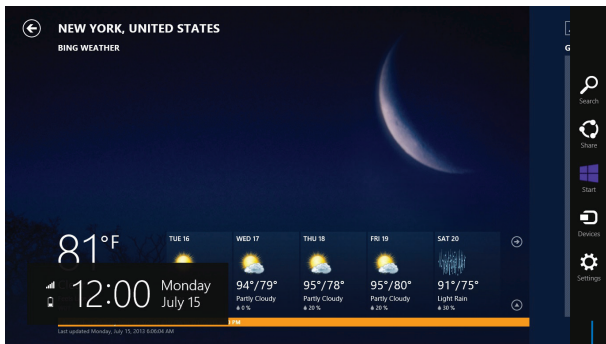 NEW YORK, UNITED STATES
BING WEATHER
G
Search
Share
Start
Devices
Settings
81°F
TUE 16
WED 17
THU 18
FRI 19
SAT 20
94°/79°
95°/78°
95°/80°
91°/75°
Partly Cloudy
Partly Cloudy
Partly Cloudy
Light Rain
0 %
20 %
20 %
30 %
12:00
Monday
July 15
PM
Last updated Monday, July 15, 2013 6:06:04 AM